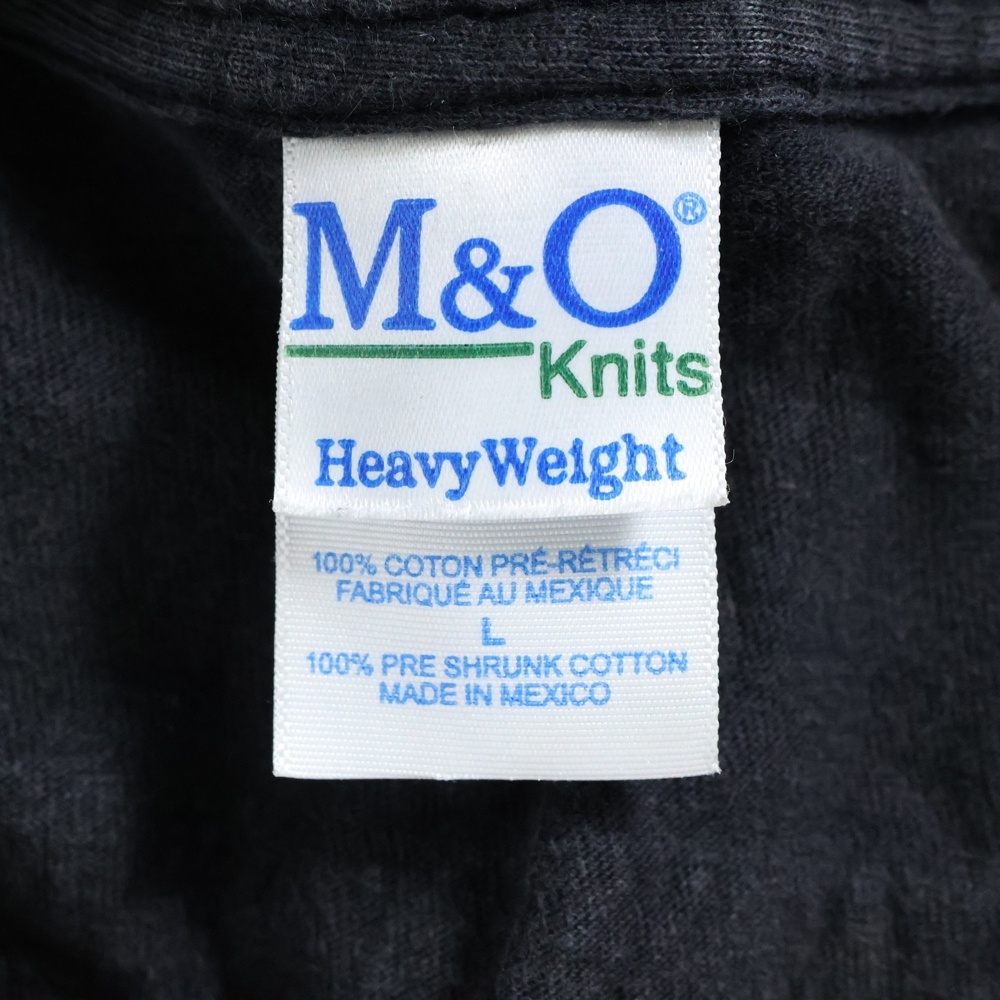 M&O®
Knits
HeavyWeight
100% COTON PRÉ-RÉTRÉCI
FABRIQUÉ AU MEXIQUE
L
100% PRE SHRUNK COTTON
MADE IN MEXICO